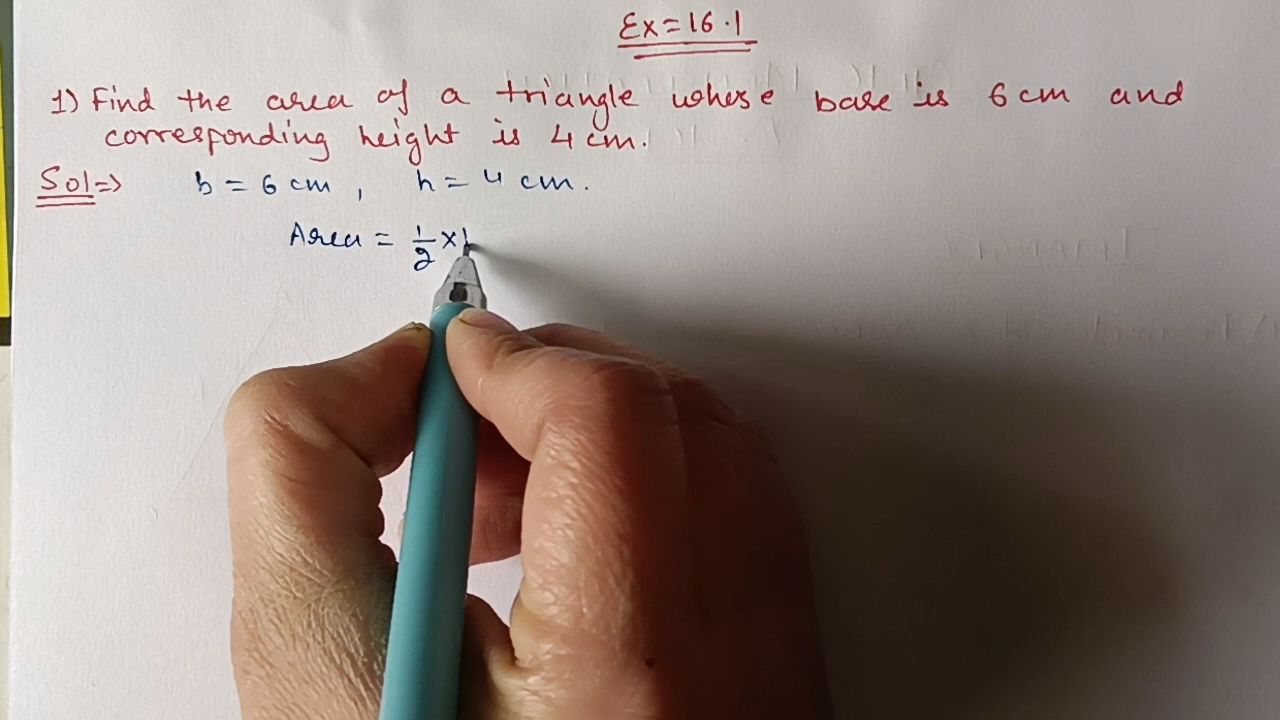 Ex = 16.1
1) Find the area of a triangle whose base is 6 cm and
corresponding height is 4 cm.
Sol => b = 6 cm , h = 4 cm.
Area = 1/2 ×